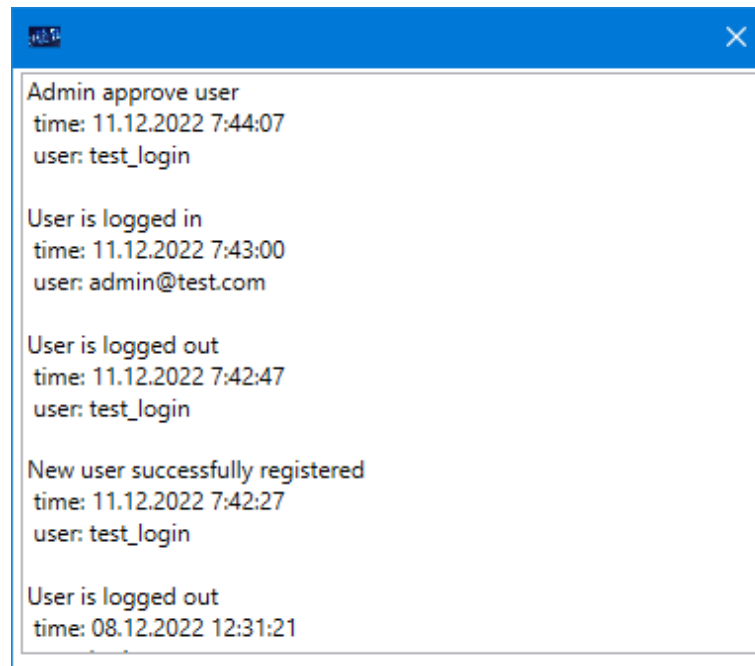 Admin approve user
time: 11.12.2022 7:44:07
user: test_login
User is logged in
time: 11.12.2022 7:43:00
user: admin@test.com
User is logged out
time: 11.12.2022 7:42:47
user: test_login
New user successfully registered
time: 11.12.2022 7:42:27
user: test_login
User is logged out
time: 08.12.2022 12:31:21